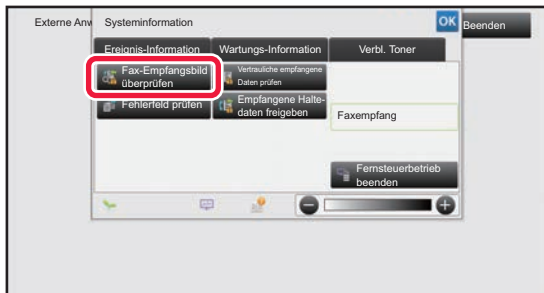 Externe Anw
Systeminformation
OK
Beenden
Ereignis-Information
Wartungs-Information
Verbl. Toner
Fax-Empfangsbild
überprüfen
Vertrauliche empfangene
Daten prüfen
Fehlerfeld prüfen
Empfangene Halte-
daten freigeben
Faxempfang
Fernsteuerbetrieb
beenden